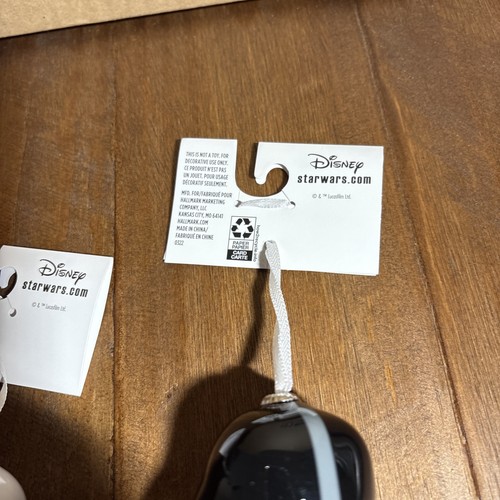 THIS IS NOT A TOY. FOR
DECORATIVE USE ONLY.
CE PRODUIT N'EST PAS
UN JOUET. POUR USAGE
DÉCORATIF SEULEMENT.
MFD. FOR/FABRIQUÉ POUR
HALLMARK MARKETING
COMPANY, LLC
KANSAS CITY, MO 64141
HALLMARK.COM
MADE IN CHINA/
FABRIQUÉ EN CHINE
0322
PAPER
PAPIER
CARD
CARTE
Disney
starwars.com
© & ™ Lucasfilm Ltd.
Disney
starwars.com
© & ™ Lucasfilm Ltd.